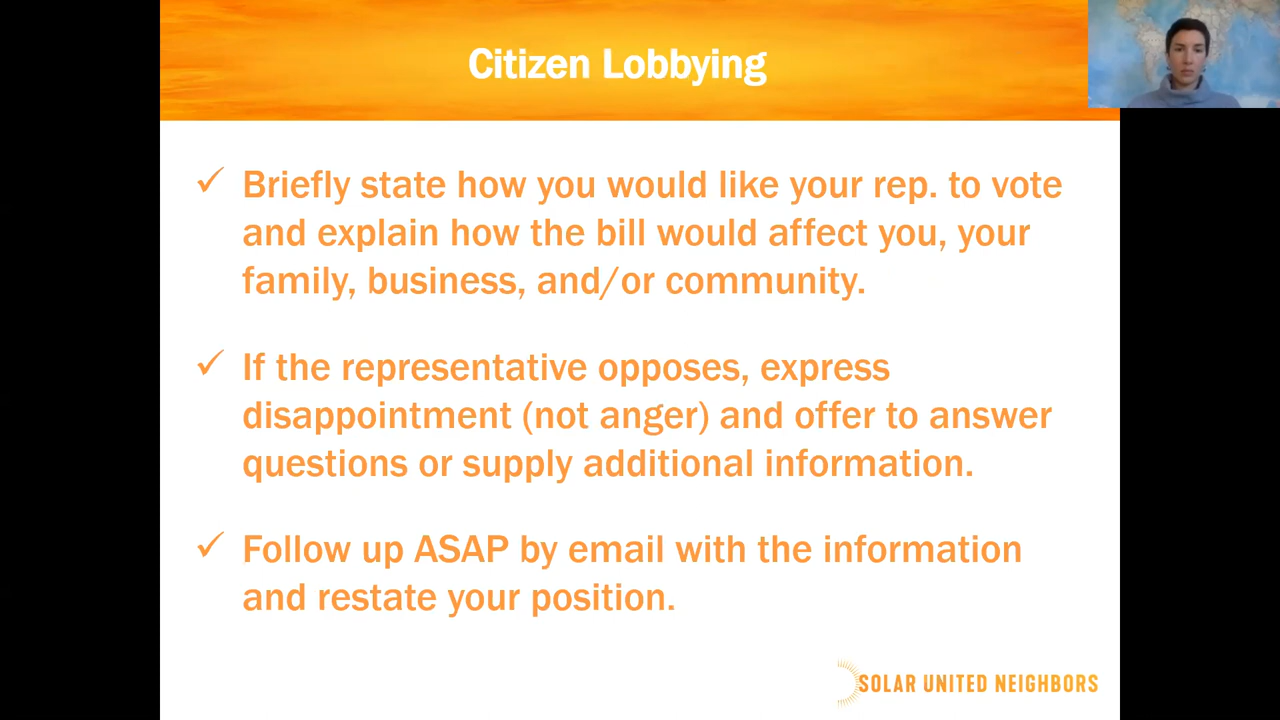 Citizen Lobbying
✓ Briefly state how you would like your rep. to vote
and explain how the bill would affect you, your
family, business, and/or community.
✓ If the representative opposes, express
disappointment (not anger) and offer to answer
questions or supply additional information.
✓ Follow up ASAP by email with the information
and restate your position.
SOLAR UNITED NEIGHBORS